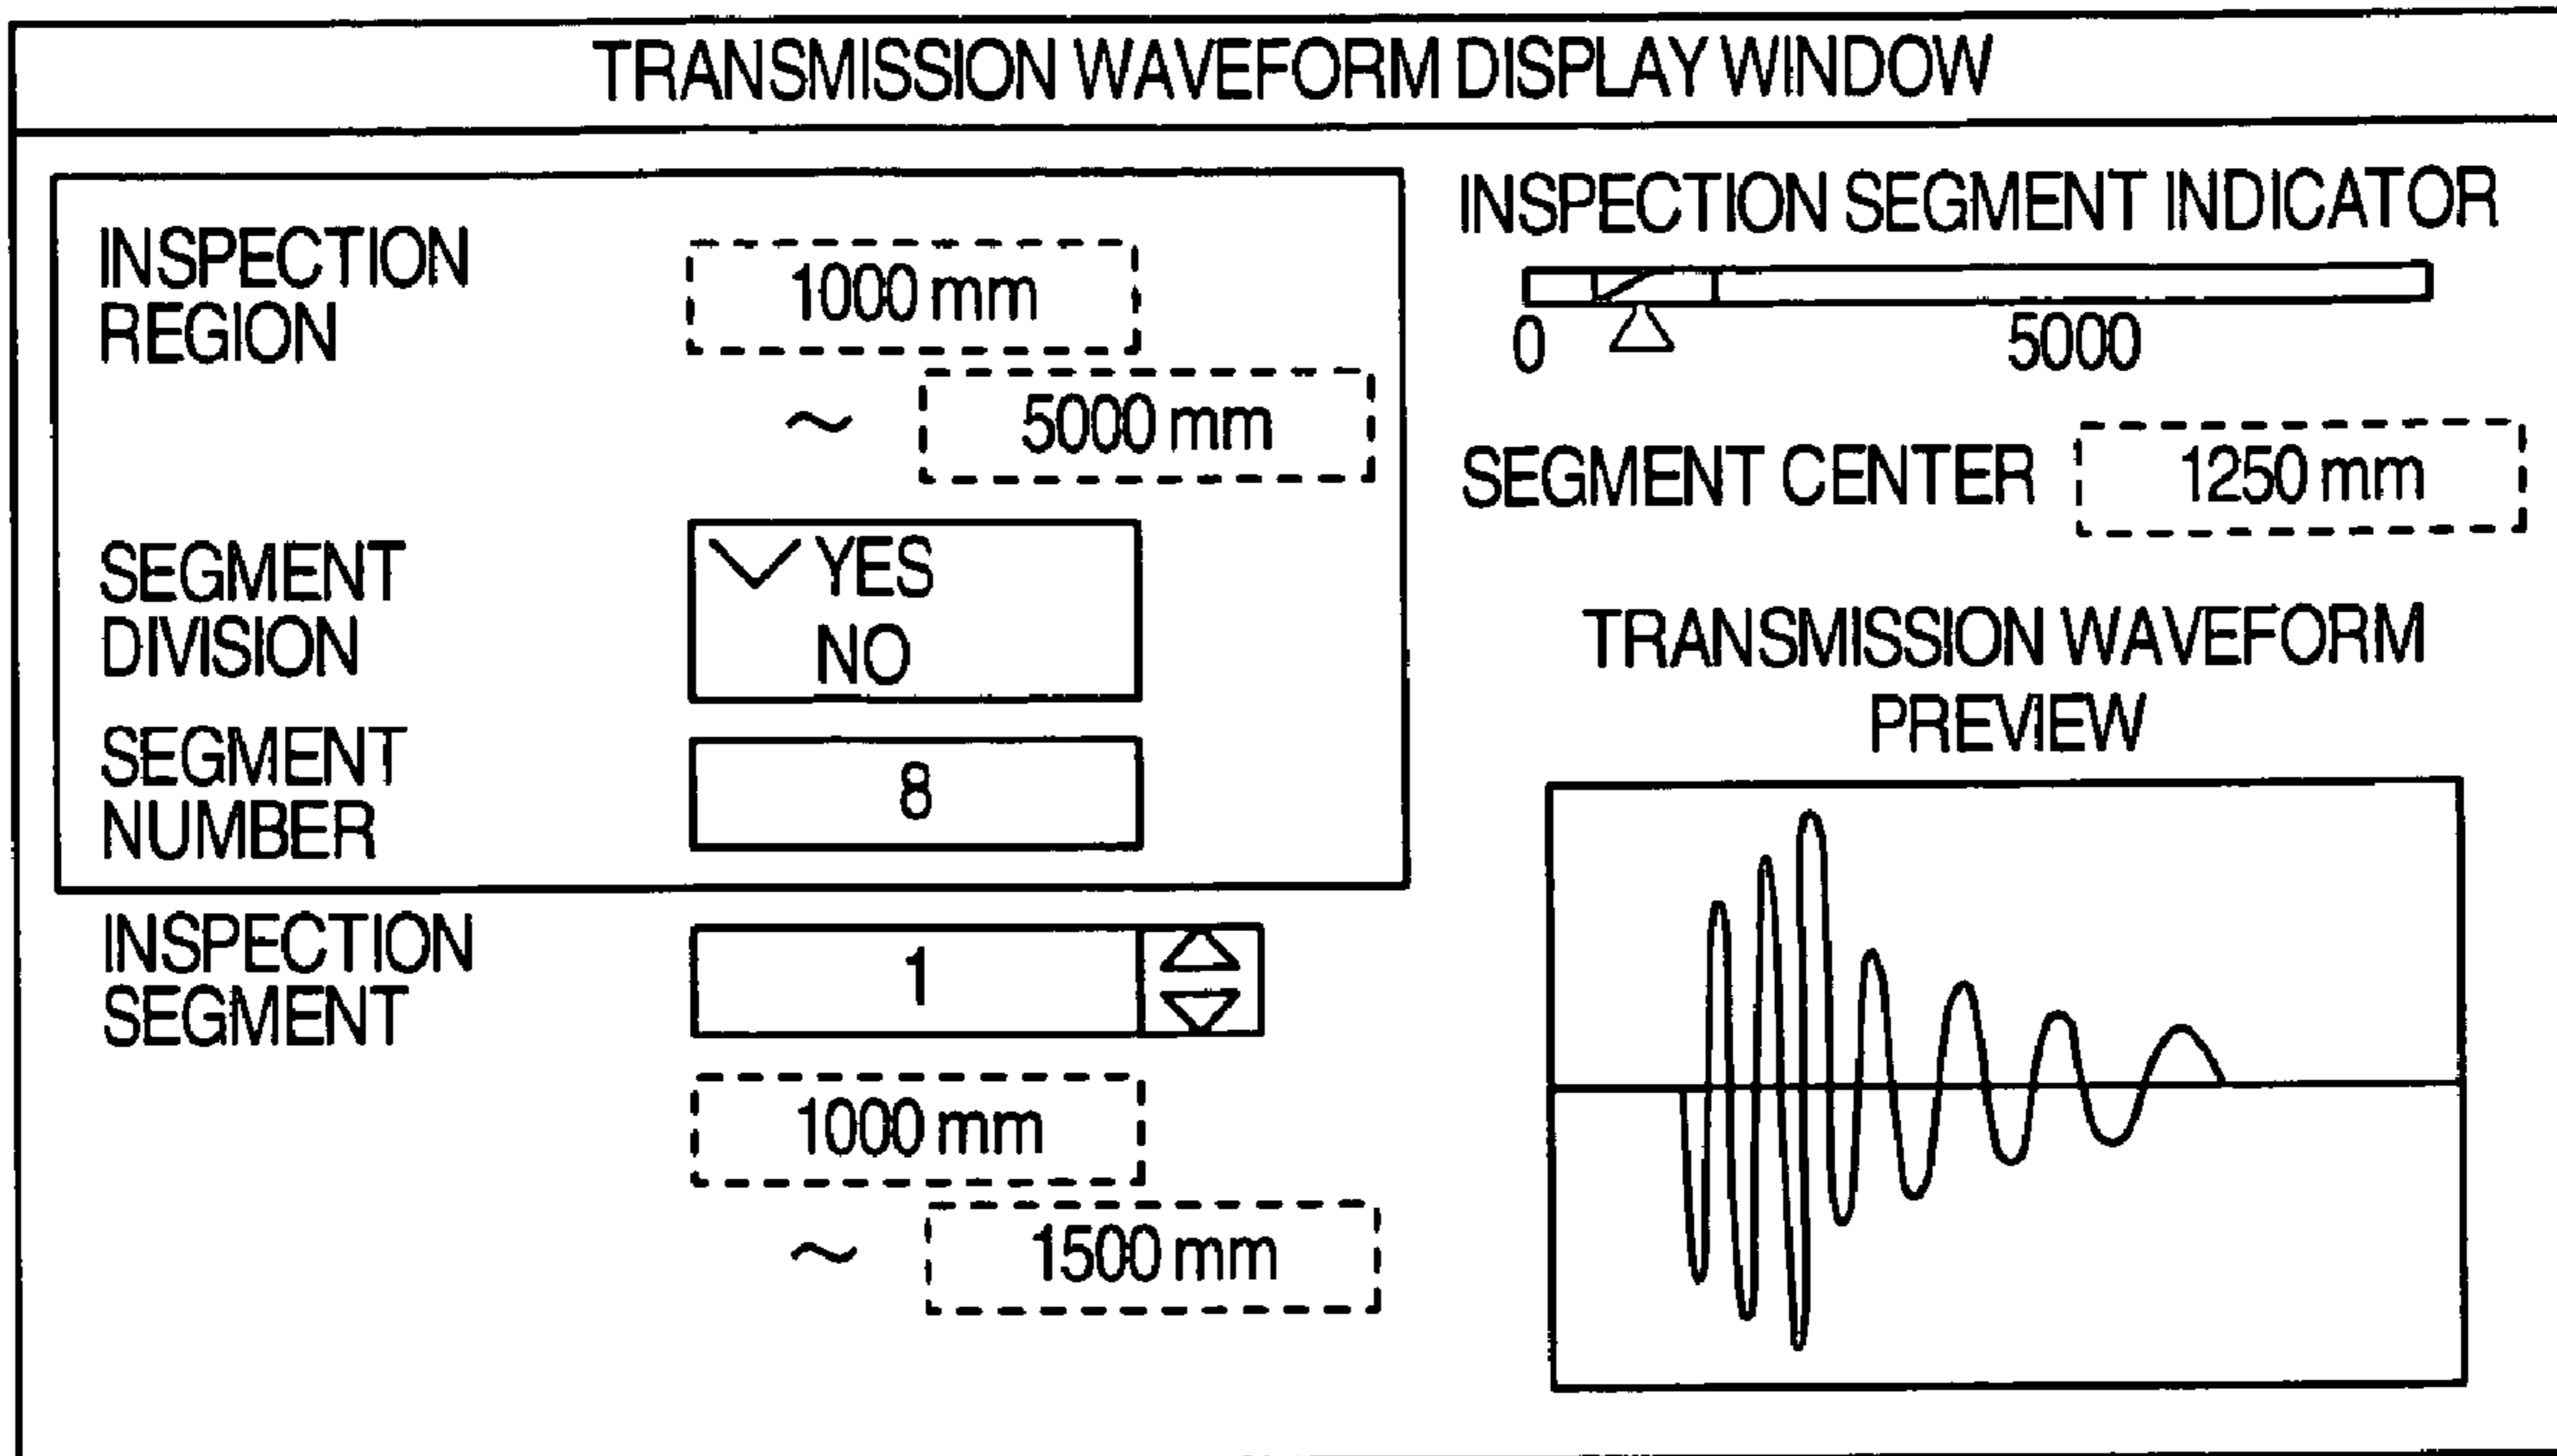 TRANSMISSION WAVEFORM DISPLAY WINDOW
INSPECTION
REGION
1000 mm
~ 5000 mm
SEGMENT
DIVISION
YES
NO
SEGMENT
NUMBER
8
INSPECTION
SEGMENT
1
1000 mm
~ 1500 mm
INSPECTION SEGMENT INDICATOR
0 5000
SEGMENT CENTER 1250 mm
TRANSMISSION WAVEFORM
PREVIEW